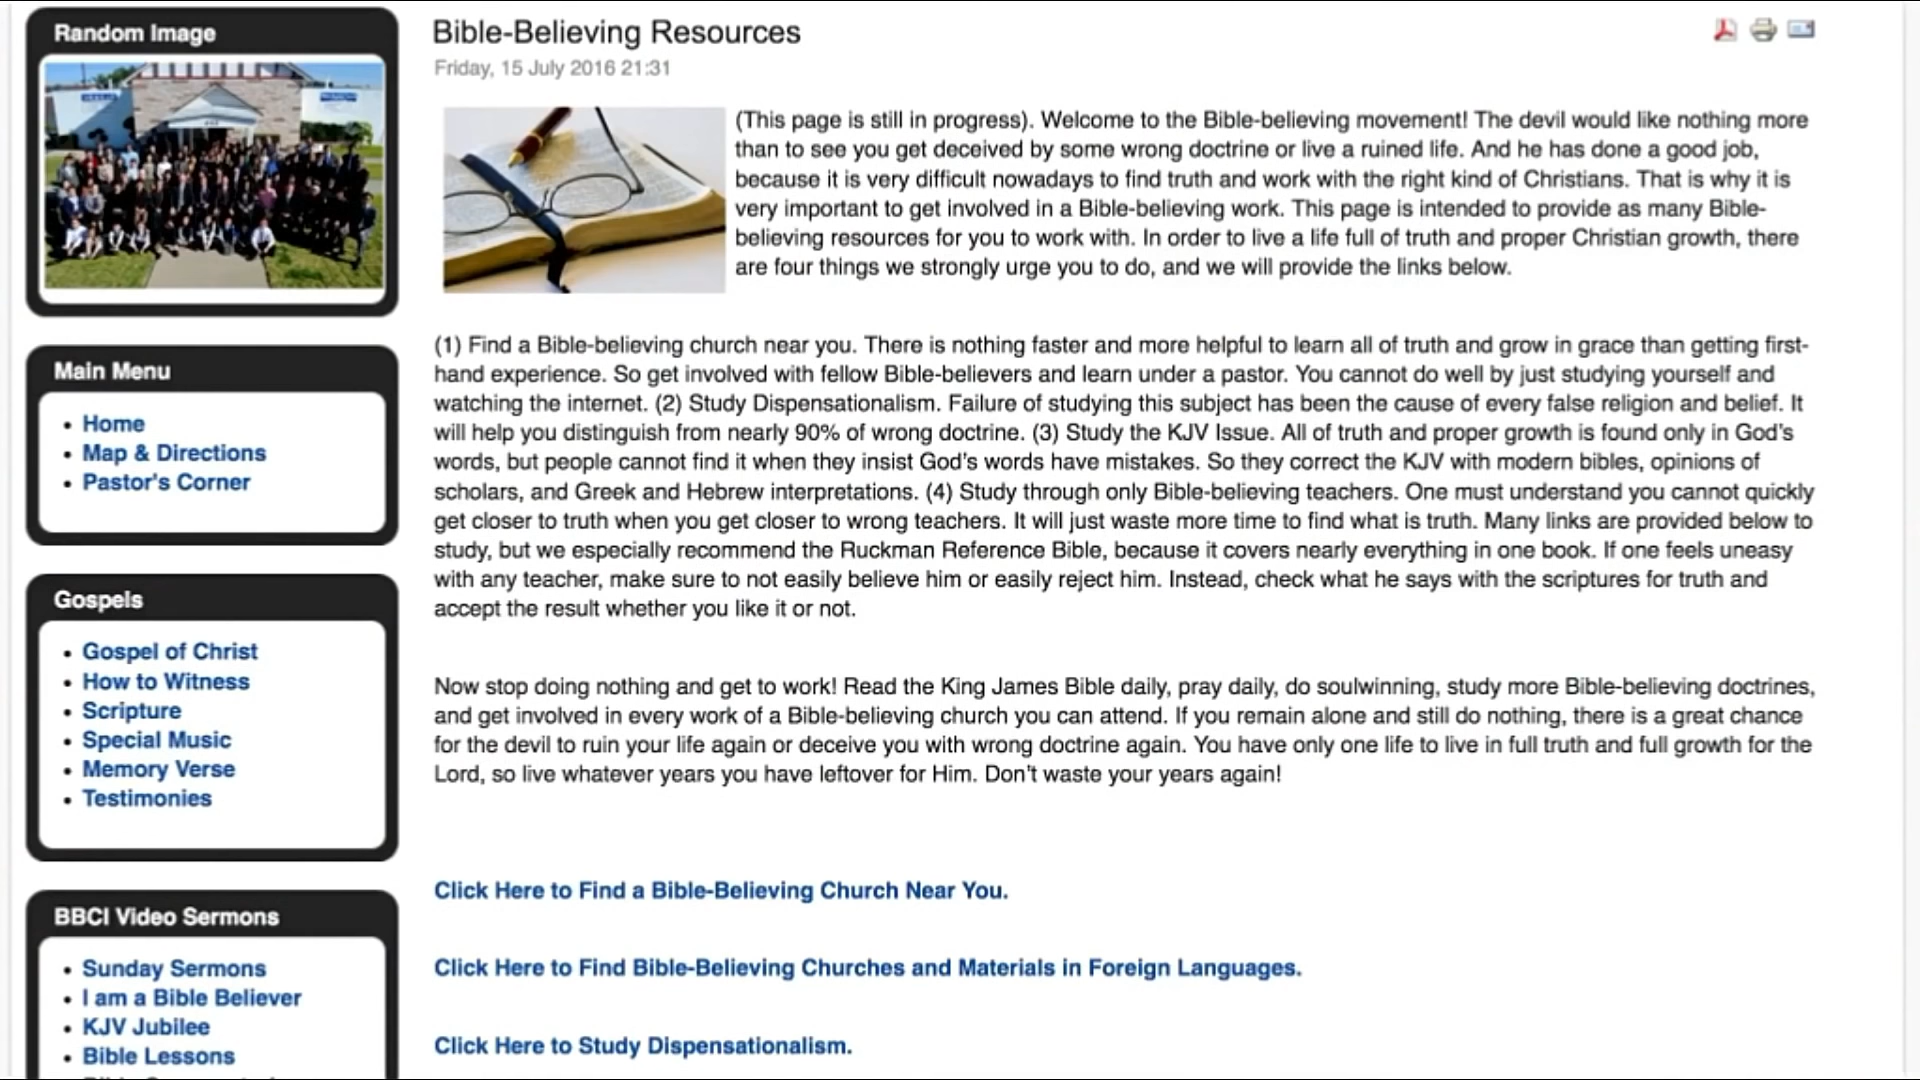 Random Image
Main Menu
Home
Map & Directions
Pastor's Corner
Gospels
Gospel of Christ
How to Witness
Scripture
Special Music
Memory Verse
Testimonies
BBCI Video Sermons
Sunday Sermons
I am a Bible Believer
KJV Jubilee
Bible Lessons
Bible-Believing Resources
Friday, 15 July 2016 21:31
(This page is still in progress). Welcome to the Bible-believing movement! The devil would like nothing more
than to see you get deceived by some wrong doctrine or live a ruined life. And he has done a good job,
because it is very difficult nowadays to find truth and work with the right kind of Christians. That is why it is
very important to get involved in a Bible-believing work. This page is intended to provide as many Bible-
believing resources for you to work with. In order to live a life full of truth and proper Christian growth, there
are four things we strongly urge you to do, and we will provide the links below.
(1) Find a Bible-believing church near you. There is nothing faster and more helpful to learn all of truth and grow in grace than getting first-
hand experience. So get involved with fellow Bible-believers and learn under a pastor. You cannot do well by just studying yourself and
watching the internet. (2) Study Dispensationalism. Failure of studying this subject has been the cause of every false religion and belief. It
will help you distinguish from nearly 90% of wrong doctrine. (3) Study the KJV Issue. All of truth and proper growth is found only in God's
words, but people cannot find it when they insist God's words have mistakes. So they correct the KJV with modern bibles, opinions of
scholars, and Greek and Hebrew interpretations. (4) Study through only Bible-believing teachers. One must understand you cannot quickly
get closer to truth when you get closer to wrong teachers. It will just waste more time to find what is truth. Many links are provided below to
study, but we especially recommend the Ruckman Reference Bible, because it covers nearly everything in one book. If one feels uneasy
with any teacher, make sure to not easily believe him or easily reject him. Instead, check what he says with the scriptures for truth and
accept the result whether you like it or not.
Now stop doing nothing and get to work! Read the King James Bible daily, pray daily, do soulwinning, study more Bible-believing doctrines,
and get involved in every work of a Bible-believing church you can attend. If you remain alone and still do nothing, there is a great chance
for the devil to ruin your life again or deceive you with wrong doctrine again. You have only one life to live in full truth and full growth for the
Lord, so live whatever years you have leftover for Him. Don't waste your years again!
Click Here to Find a Bible-Believing Church Near You.
Click Here to Find Bible-Believing Churches and Materials in Foreign Languages.
Click Here to Study Dispensationalism.